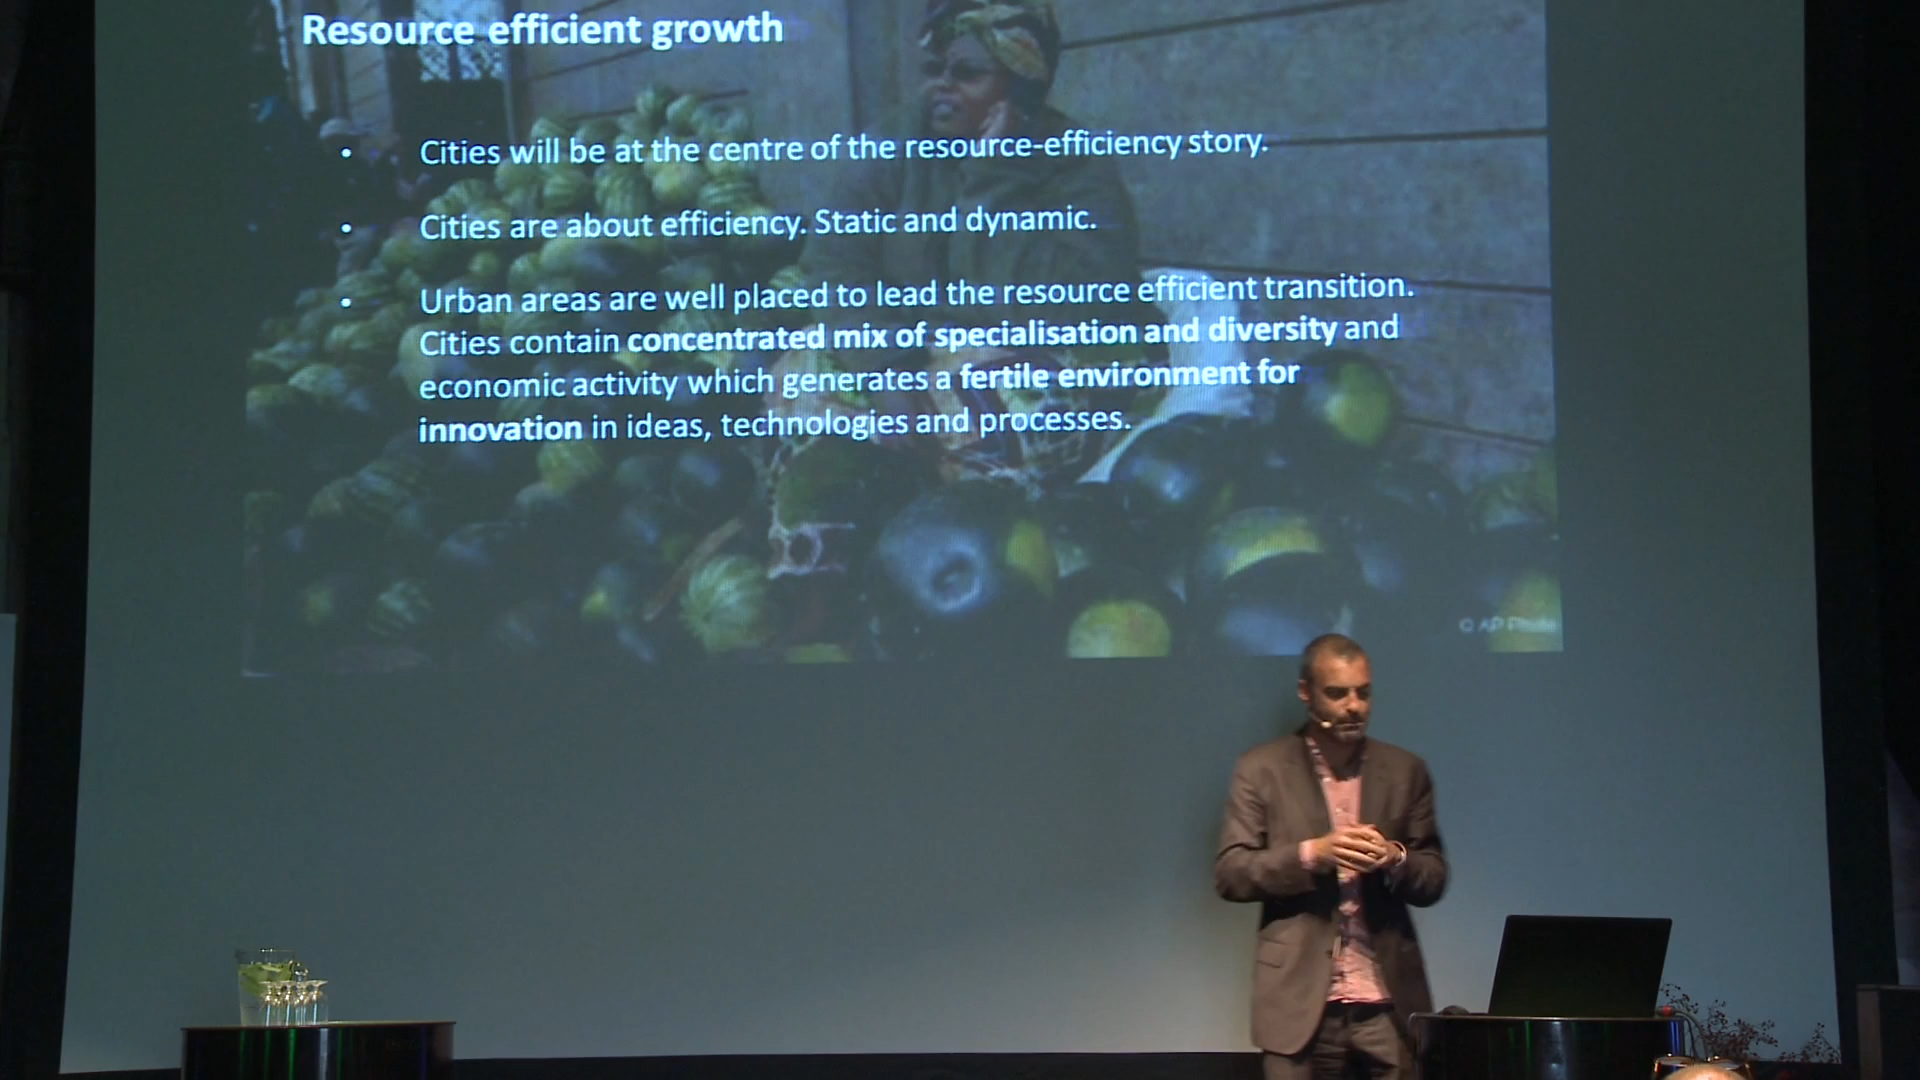 Resource efficient growth
• Cities will be at the centre of the resource-efficiency story.
• Cities are about efficiency. Static and dynamic.
• Urban areas are well placed to lead the resource efficient transition.
Cities contain concentrated mix of specialisation and diversity and
economic activity which generates a fertile environment for
innovation in ideas, technologies and processes.
© AP Photo